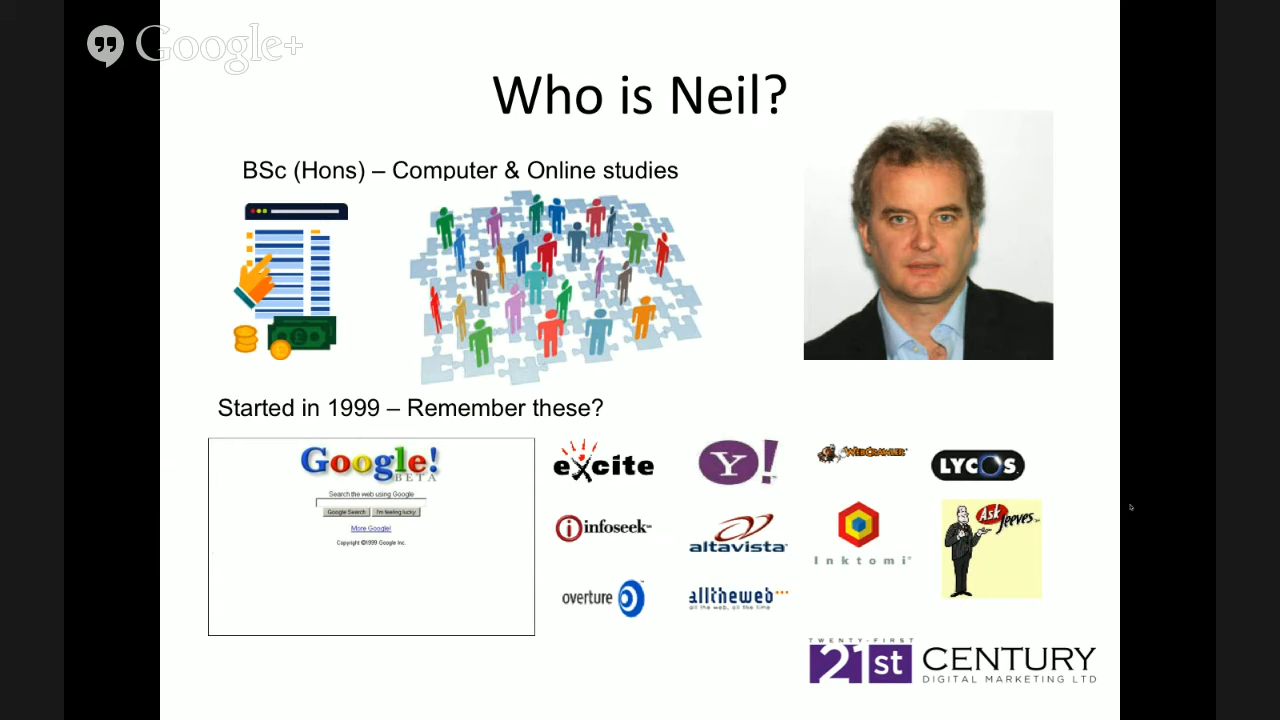 Google+
Who is Neil?
BSc (Hons) – Computer & Online studies
Started in 1999 – Remember these?
Google!
BETA
Search the web using Google
Google Search I'm feeling lucky
More Google!
Copyright ©1999 Google Inc.
excite
Y!
WEBCRAWLER
LYCOS
infoseek
altavista
Inktomi
Ask Jeeves
overture
alltheweb
all the web, all the time
TWENTY-FIRST
21st CENTURY
DIGITAL MARKETING LTD